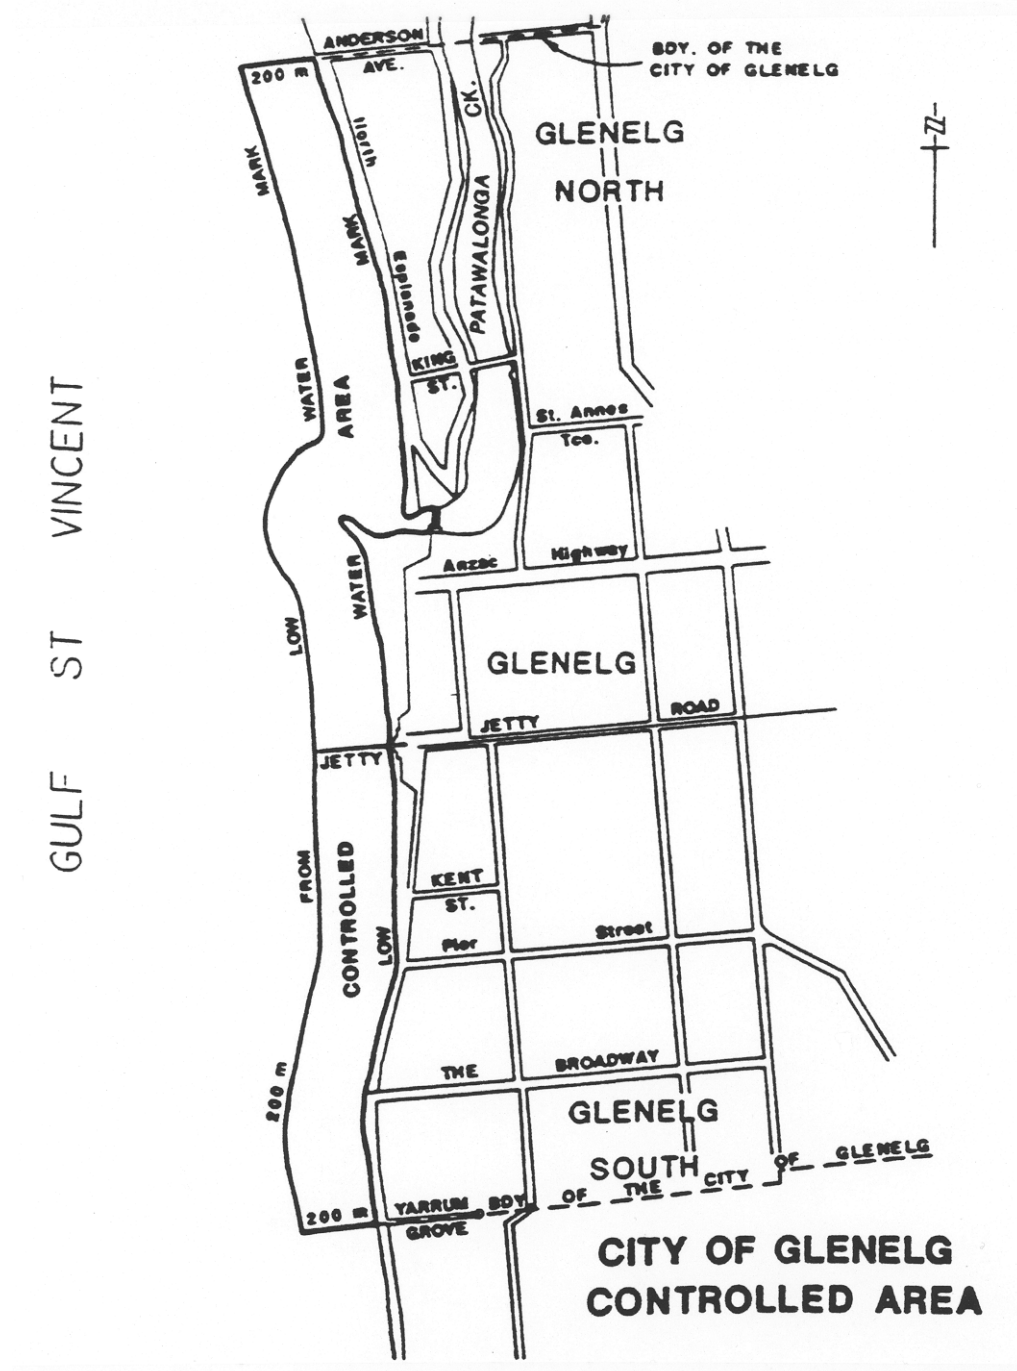 ANDERSON
AVE.
BDY. OF THE
CITY OF GLENELG
200 m
CK.
PATAWALONGA
GLENELG
NORTH
N
North
Esplanade
MARK
MARK
WATER
AREA
KING
ST.
St. Annes
Tce.
GULF ST VINCENT
Anzac Highway
WATER
LOW
GLENELG
JETTY ROAD
JETTY
FROM
CONTROLLED
LOW
KENT
ST.
Pier Street
THE BROADWAY
200 m
GLENELG
SOUTH
200 m
YARRUM
GROVE
BDY OF THE CITY OF GLENELG
CITY OF GLENELG
CONTROLLED AREA